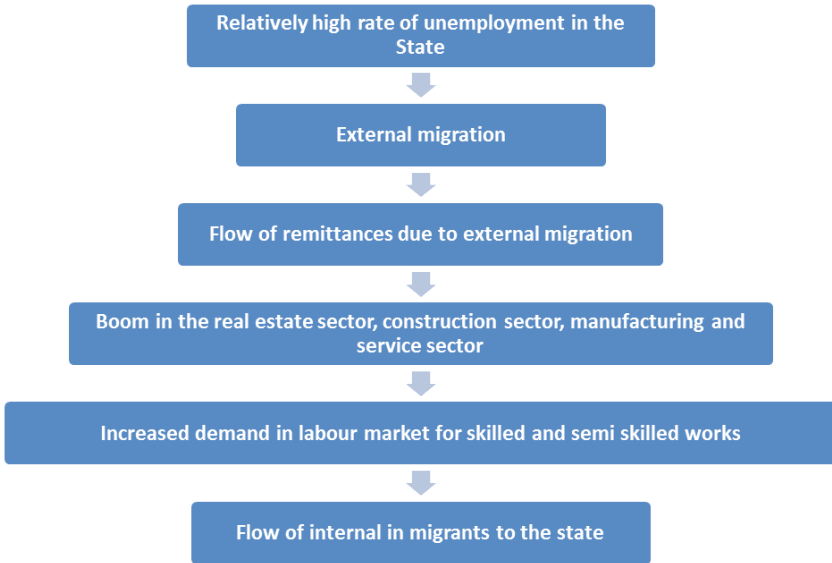 Relatively high rate of unemployment in the
State
External migration
Flow of remittances due to external migration
Boom in the real estate sector, construction sector, manufacturing and
service sector
Increased demand in labour market for skilled and semi skilled works
Flow of internal in migrants to the state